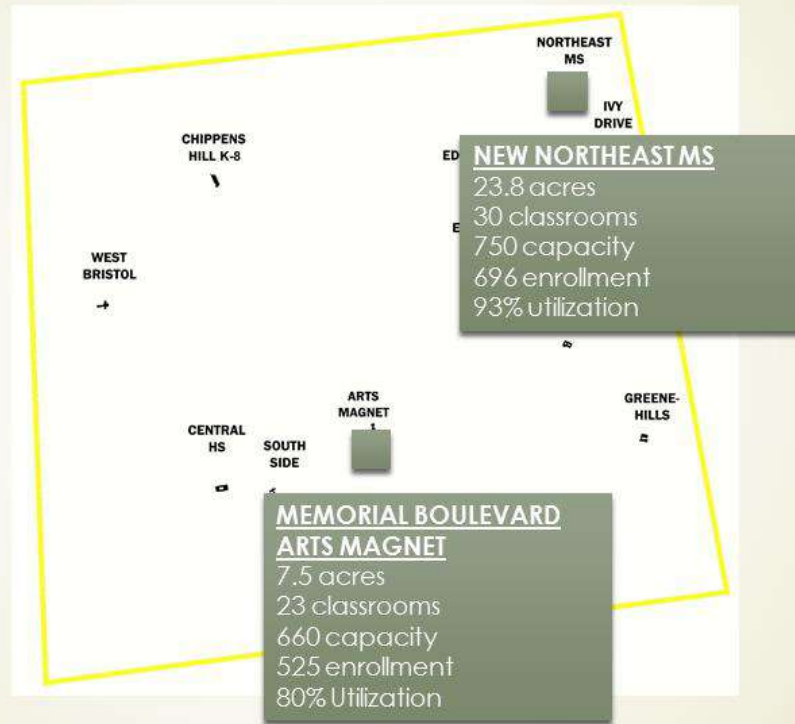 NORTHEAST
MS
IVY
DRIVE
CHIPPENS
HILL K-8
ED
NEW NORTHEAST MS
23.8 acres
30 classrooms
750 capacity
696 enrollment
93% utilization
E
WEST
BRISTOL
ARTS
MAGNET
GREENE-
HILLS
CENTRAL
HS
SOUTH
SIDE
MEMORIAL BOULEVARD
ARTS MAGNET
7.5 acres
23 classrooms
660 capacity
525 enrollment
80% Utilization